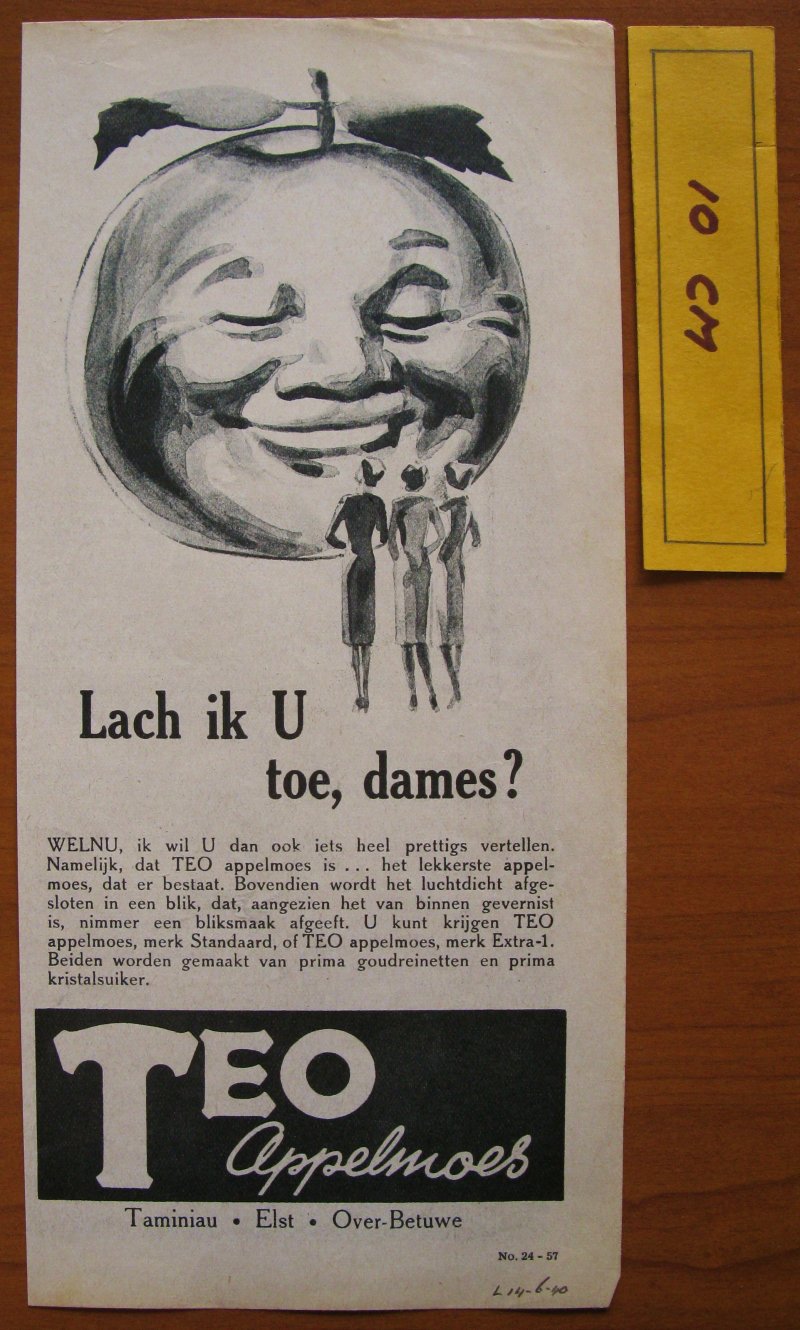 Lach ik U
toe, dames?
WELNU, ik wil U dan ook iets heel prettigs vertellen.
Namelijk, dat TEO appelmoes is ... het lekkerste appel-
moes, dat er bestaat. Bovendien wordt het luchtdicht afge-
sloten in een blik, dat, aangezien het van binnen gevernist
is, nimmer een bliksmaak afgeeft. U kunt krijgen TEO
appelmoes, merk Standaard, of TEO appelmoes, merk Extra-1.
Beiden worden gemaakt van prima goudreinetten en prima
kristalsuiker.
TEO
Appelmoes
Taminiau • Elst • Over-Betuwe
No. 24 - 57
L 14-6-40
10 CM